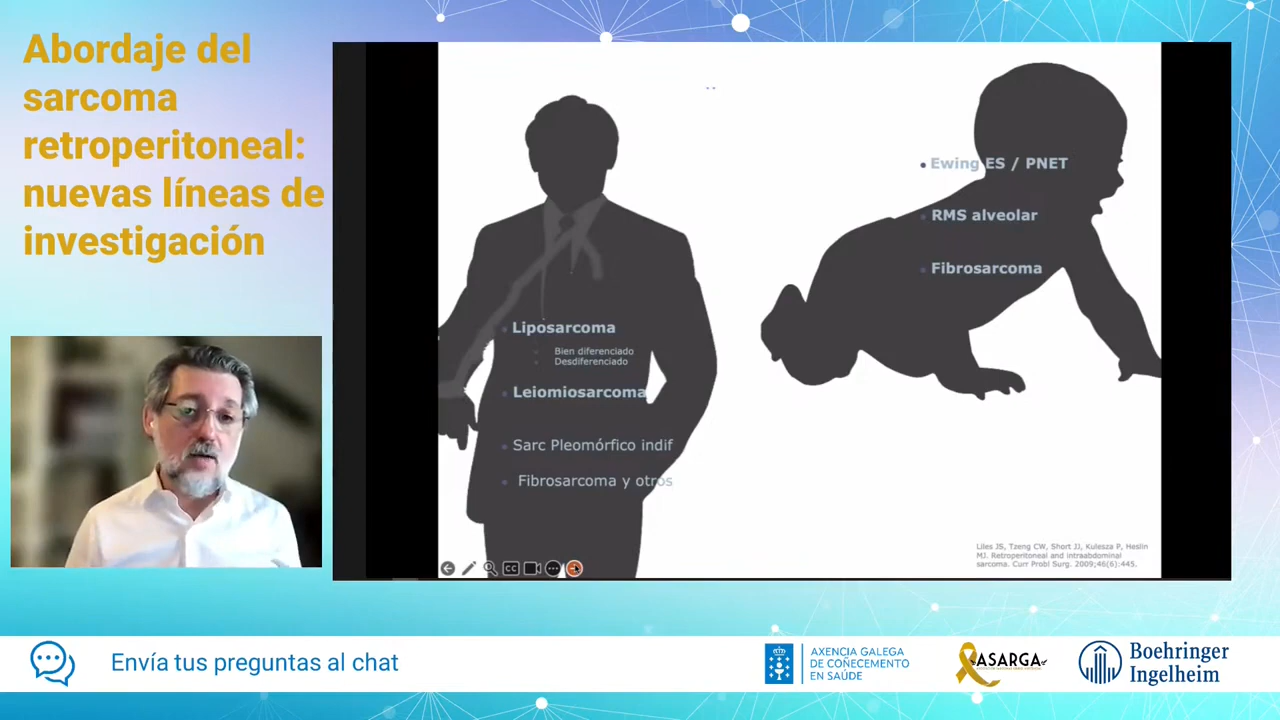 Abordaje del
sarcoma
retroperitoneal:
nuevas líneas de
investigación
Liposarcoma
Bien diferenciado
Desdiferenciado
Leiomiosarcoma
Sarc Pleomórfico indif
Fibrosarcoma y otros
Ewing ES / PNET
RMS alveolar
Fibrosarcoma
Liles JS, Tzeng CW, Short JJ, Kulesza P, Heslin
MJ. Retroperitoneal and intraabdominal
sarcoma. Curr Probl Surg. 2009;46(6):445.
CC
Envía tus preguntas al chat
AXENCIA GALEGA
DE COÑECEMENTO
EN SAÚDE
ASARGA
Boehringer
Ingelheim